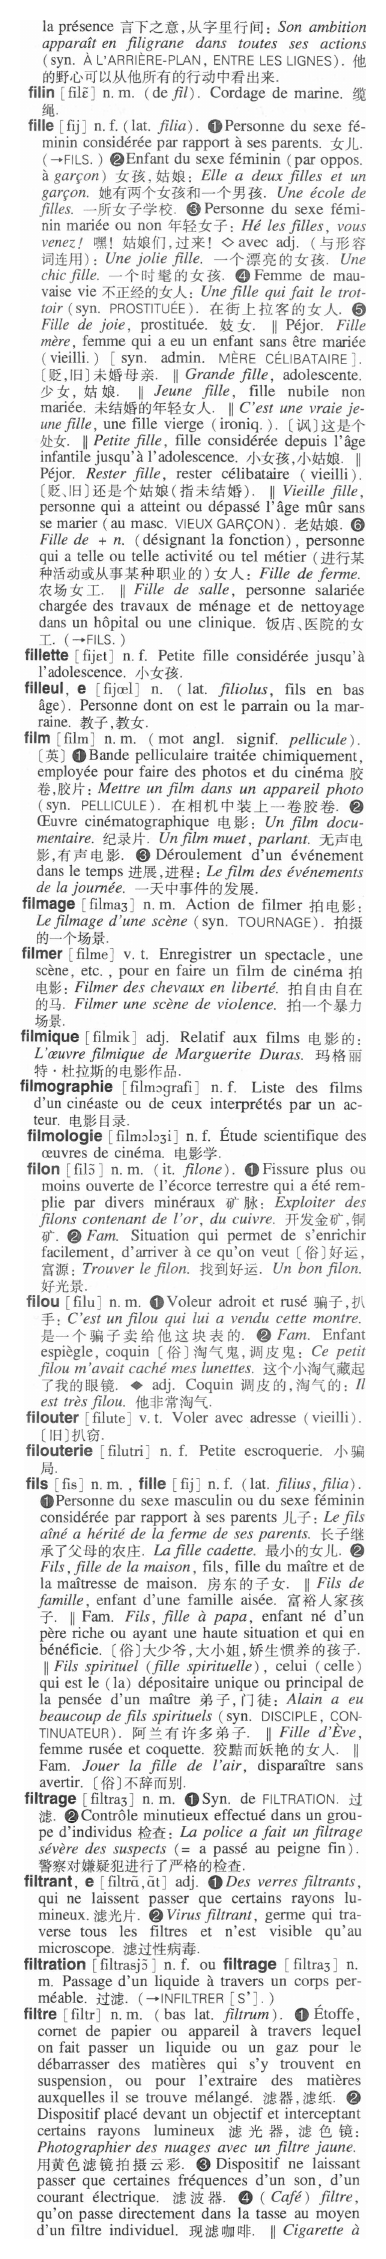 la présence 言下之意,从字里行间: Son ambition
apparaît en filigrane dans toutes ses actions
(syn. À L'ARRIÈRE-PLAN, ENTRE LES LIGNES). 他
的野心可以从他所有的行动中看出来.
filin [filɛ̃] n. m. (de fil). Cordage de marine. 缆
绳.
fille [fij] n. f. (lat. filia). ❶Personne du sexe fé-
minin considérée par rapport à ses parents. 女儿.
(→FILS.) ❷Enfant du sexe féminin (par oppos.
à garçon) 女孩,姑娘: Elle a deux filles et un
garçon. 她有两个女孩和一个男孩. Une école de
filles. 一所女子学校. ❸Personne du sexe fémi-
nin mariée ou non 年轻女子: Hé les filles, vous
venez! 嘿! 姑娘们,过来! ◇avec adj. (与形容
词连用): Une jolie fille. 一个漂亮的女孩. Une
chic fille. 一个时髦的女孩. ❹Femme de mau-
vaise vie 不正经的女人: Une fille qui fait le trot-
toir (syn. PROSTITUÉE). 在街上拉客的女人. ❺
Fille de joie, prostituée. 妓女. ‖ Péjor. Fille
mère, femme qui a eu un enfant sans être mariée
(vieilli.) [syn. admin. MÈRE CÉLIBATAIRE].
[贬,旧]未婚母亲. ‖ Grande fille, adolescente.
少女, 姑娘. ‖ Jeune fille, fille nubile non
mariée. 未结婚的年轻女人. ‖ C'est une vraie je-
une fille, une fille vierge (ironiq.). [讽]这是个
处女. ‖ Petite fille, fille considérée depuis l'âge
infantile jusqu'à l'adolescence. 小女孩,小姑娘. ‖
Péjor. Rester fille, rester célibataire (vieilli).
[贬、旧]还是个姑娘(指未结婚). ‖ Vieille fille,
personne qui a atteint ou dépassé l'âge mûr sans
se marier (au masc. VIEUX GARÇON). 老姑娘. ❻
Fille de + n. (désignant la fonction), personne
qui a telle ou telle activité ou tel métier (进行某
种活动或从事某种职业的)女人: Fille de ferme.
农场女工. ‖ Fille de salle, personne salariée
chargée des travaux de ménage et de nettoyage
dans un hôpital ou une clinique. 饭店、医院的女
工. (→FILS.)
fillette [fijɛt] n. f. Petite fille considérée jusqu'à
l'adolescence. 小女孩.
filleul, e [fijœl] n. (lat. filiolus, fils en bas
âge). Personne dont on est le parrain ou la mar-
raine. 教子,教女.
film [film] n. m. (mot angl. signif. pellicule).
[英] ❶Bande pelliculaire traitée chimiquement,
employée pour faire des photos et du cinéma 胶
卷,胶片: Mettre un film dans un appareil photo
(syn. PELLICULE). 在相机中装上一卷胶卷. ❷
Œuvre cinématographique 电影: Un film docu-
mentaire. 纪录片. Un film muet, parlant. 无声电
影,有声电影. ❸ Déroulement d'un événement
dans le temps 进展,进程: Le film des événements
de la journée. 一天中事件的发展.
filmage [filmaʒ] n. m. Action de filmer 拍电影:
Le filmage d'une scène (syn. TOURNAGE). 拍摄
的一个场景.
filmer [filme] v. t. Enregistrer un spectacle, une
scène, etc., pour en faire un film de cinéma 拍
电影: Filmer des chevaux en liberté. 拍自由自在
的马. Filmer une scène de violence. 拍一个暴力
场景.
filmique [filmik] adj. Relatif aux films 电影的:
L'œuvre filmique de Marguerite Duras. 玛格丽
特·杜拉斯的电影作品.
filmographie [filmɔgrafi] n. f. Liste des films
d'un cinéaste ou de ceux interprétés par un ac-
teur. 电影目录.
filmologie [filmɔlɔʒi] n. f. Étude scientifique des
œuvres de cinéma. 电影学.
filon [filɔ̃] n. m. (it. filone). ❶Fissure plus ou
moins ouverte de l'écorce terrestre qui a été rem-
plie par divers minéraux 矿脉: Exploiter des
filons contenant de l'or, du cuivre. 开发金矿,铜
矿. ❷ Fam. Situation qui permet de s'enrichir
facilement, d'arriver à ce qu'on veut [俗]好运,
富源: Trouver le filon. 找到好运. Un bon filon.
好光景.
filou [filu] n. m. ❶Voleur adroit et rusé 骗子,扒
手: C'est un filou qui lui a vendu cette montre.
是一个骗子卖给他这块表的. ❷ Fam. Enfant
espiègle, coquin [俗]淘气鬼,调皮鬼: Ce petit
filou m'avait caché mes lunettes. 这个小淘气藏起
了我的眼镜. ◆ adj. Coquin 调皮的,淘气的: Il
est très filou. 他非常淘气.
filouter [filute] v. t. Voler avec adresse (vieilli).
[旧]扒窃.
filouterie [filutri] n. f. Petite escroquerie. 小骗
局.
fils [fis] n. m., fille [fij] n. f. (lat. filius, filia).
❶Personne du sexe masculin ou du sexe féminin
considérée par rapport à ses parents 儿子: Le fils
aîné a hérité de la ferme de ses parents. 长子继
承了父母的农庄. La fille cadette. 最小的女儿. ❷
Fils, fille de la maison, fils, fille du maître et de
la maîtresse de maison. 房东的子女. ‖ Fils de
famille, enfant d'une famille aisée. 富裕人家孩
子. ‖ Fam. Fils, fille à papa, enfant né d'un
père riche ou ayant une haute situation et qui en
bénéficie. [俗]大少爷,大小姐,娇生惯养的孩子.
‖ Fils spirituel (fille spirituelle), celui (celle)
qui est le (la) dépositaire unique ou principal de
la pensée d'un maître 弟子,门徒: Alain a eu
beaucoup de fils spirituels (syn. DISCIPLE, CON-
TINUATEUR). 阿兰有许多弟子. ‖ Fille d'Ève,
femme rusée et coquette. 狡黠而妖艳的女人. ‖
Fam. Jouer la fille de l'air, disparaître sans
avertir. [俗]不辞而别.
filtrage [filtraʒ] n. m. ❶Syn. de FILTRATION. 过
滤. ❷Contrôle minutieux effectué dans un grou-
pe d'individus 检查: La police a fait un filtrage
sévère des suspects (= a passé au peigne fin).
警察对嫌疑犯进行了严格的检查.
filtrant, e [filtrɑ̃, ɑ̃t] adj. ❶Des verres filtrants,
qui ne laissent passer que certains rayons lu-
mineux. 滤光片. ❷Virus filtrant, germe qui tra-
verse tous les filtres et n'est visible qu'au
microscope. 滤过性病毒.
filtration [filtrasjɔ̃] n. f. ou filtrage [filtraʒ] n.
m. Passage d'un liquide à travers un corps per-
méable. 过滤. (→INFILTRER [S'].)
filtre [filtr] n. m. (bas lat. filtrum). ❶ Étoffe,
cornet de papier ou appareil à travers lequel
on fait passer un liquide ou un gaz pour le
débarrasser des matières qui s'y trouvent en
suspension, ou pour l'extraire des matières
auxquelles il se trouve mélangé. 滤器,滤纸. ❷
Dispositif placé devant un objectif et interceptant
certains rayons lumineux 滤光器, 滤色镜:
Photographier des nuages avec un filtre jaune.
用黄色滤镜拍摄云彩. ❸ Dispositif ne laissant
passer que certaines fréquences d'un son, d'un
courant électrique. 滤波器. ❹ (Café) filtre,
qu'on passe directement dans la tasse au moyen
d'un filtre individuel. 现滤咖啡. ‖ Cigarette à